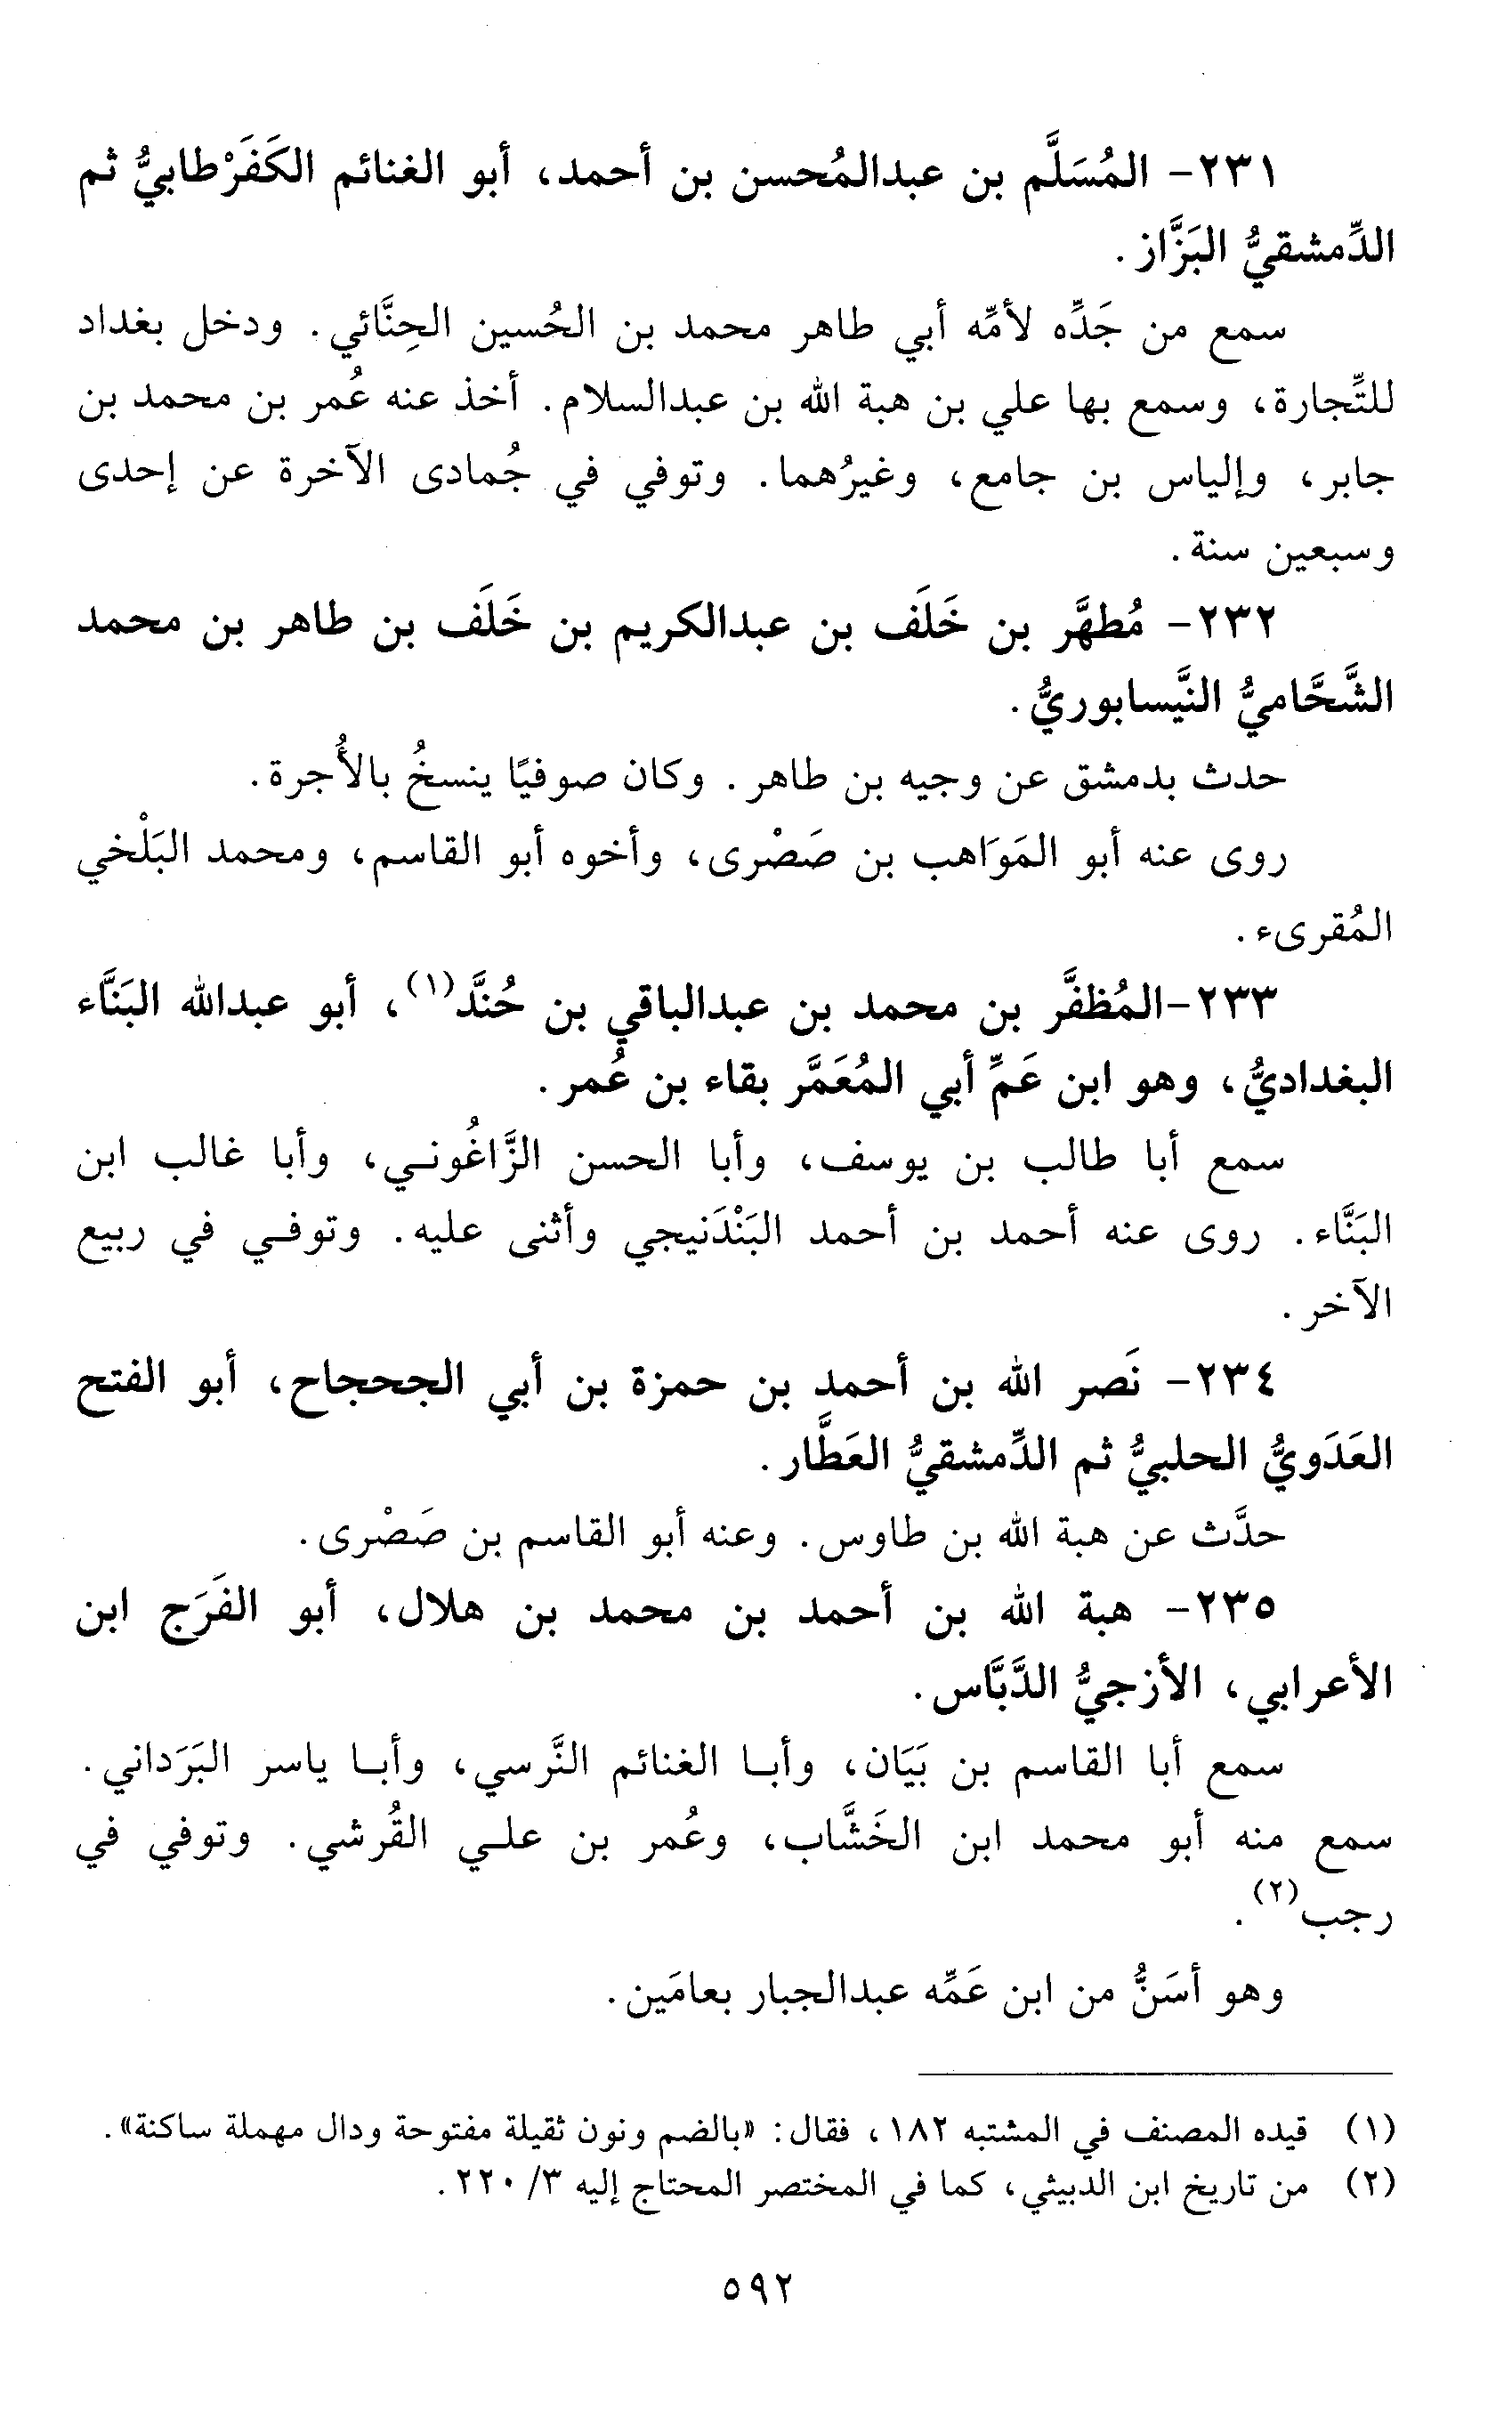 ٢٣١- المُسَلَّم بن عبدالمُحسن بن أحمد، أبو الغنائم الكَفَرْطابيُّ ثم
الدِّمشقيُّ البَزَّاز.
سمع من جَدِّه لأمِّه أبي طاهر محمد بن الحُسين الحِنَّائي. ودخل بغداد
للتِّجارة، وسمع بها علي بن هبة الله بن عبدالسلام. أخذ عنه عُمر بن محمد بن
جابر، وإلياس بن جامع، وغيرُهما. وتوفي في جُمادى الآخرة عن إحدى
وسبعين سنة.
٢٣٢- مُطهَّر بن خَلَف بن عبدالكريم بن خَلَف بن طاهر بن محمد
الشَّحَّاميُّ النَّيسابوريُّ.
حدث بدمشق عن وجيه بن طاهر. وكان صوفيًا ينسخُ بالأُجرة.
روى عنه أبو المَوَاهب بن صَصْرى، وأخوه أبو القاسم، ومحمد البَلْخي
المُقرىء.
٢٣٣-المُظفَّر بن محمد بن عبدالباقي بن حُنَّد(١)، أبو عبدالله البَنَّاء
البغداديُّ، وهو ابن عَمِّ أبي المُعَمَّر بقاء بن عُمر.
سمع أبا طالب بن يوسف، وأبا الحسن الزَّاغُوني، وأبا غالب ابن
البَنَّاء. روى عنه أحمد بن أحمد البَنْدَنيجي وأثنى عليه. وتوفي في ربيع
الآخر.
٢٣٤- نَصر الله بن أحمد بن حمزة بن أبي الجحجاح، أبو الفتح
العَدَويُّ الحلبيُّ ثم الدِّمشقيُّ العَطَّار.
حدَّث عن هبة الله بن طاوس. وعنه أبو القاسم بن صَصْرى.
٢٣٥- هبة الله بن أحمد بن محمد بن هلال، أبو الفَرَج ابن
الأعرابي، الأزجيُّ الدَّبَّاس.
سمع أبا القاسم بن بَيَان، وأبا الغنائم النَّرسي، وأبا ياسر البَرَداني.
سمع منه أبو محمد ابن الخَشَّاب، وعُمر بن علي القُرشي. وتوفي في
رجب(٢).
وهو أسَنُّ من ابن عَمِّه عبدالجبار بعامَين.
(١) قيده المصنف في المشتبه ١٨٢، فقال: «بالضم ونون ثقيلة مفتوحة ودال مهملة ساكنة».
(٢) من تاريخ ابن الدبيثي، كما في المختصر المحتاج إليه ٣/ ٢٢٠.
٥٩٢